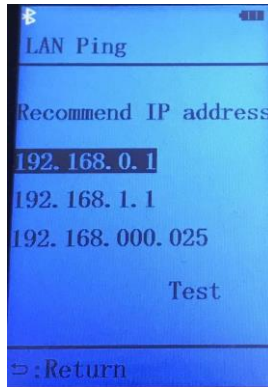 LAN Ping
Recommend IP address
192.168.0.1
192.168.1.1
192.168.000.025
Test
:Return